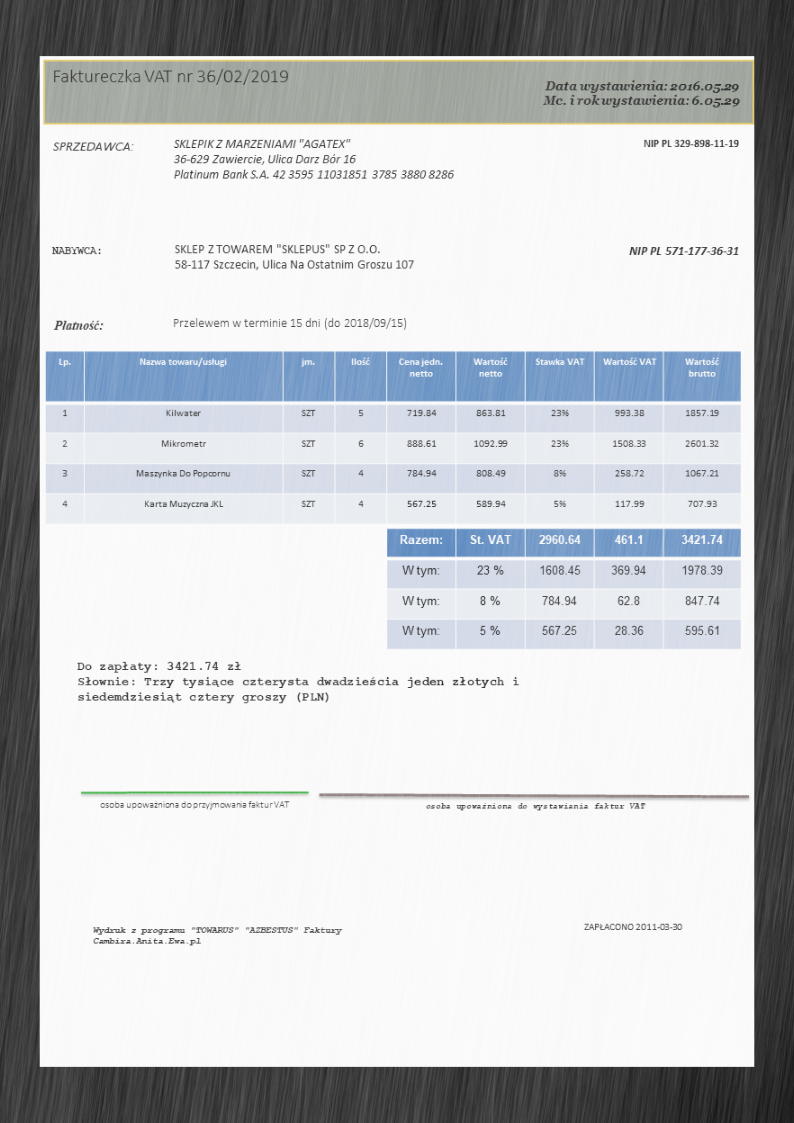 Faktureczka VAT nr 36/02/2019
Data wystawienia: 2016.05.29
Mc. i rok wystawienia: 6.05.29
SPRZEDAWCA: SKLEPIK Z MARZENIAMI "AGATEX" NIP PL 329-898-11-19
36-629 Zawiercie, Ulica Darz Bór 16
Platinum Bank S.A. 42 3595 11031851 3785 3880 8286
NABYWCA: SKLEP Z TOWAREM "SKLEPUS" SP Z O.O. NIP PL 571-177-36-31
58-117 Szczecin, Ulica Na Ostatnim Groszu 107
Płatność: Przelewem w terminie 15 dni (do 2018/09/15)
Lp. Nazwa towaru/usługi jm. Ilość Cena jedn. netto Wartość netto Stawka VAT Wartość VAT Wartość brutto
1 Kilwater SZT 5 719.84 863.81 23% 993.38 1857.19
2 Mikrometr SZT 6 888.61 1092.99 23% 1508.33 2601.32
3 Maszynka Do Popcornu SZT 4 784.94 808.49 8% 258.72 1067.21
4 Karta Muzyczna JKL SZT 4 567.25 589.94 5% 117.99 707.93
Razem: St. VAT 2960.64 461.1 3421.74
W tym: 23 % 1608.45 369.94 1978.39
W tym: 8 % 784.94 62.8 847.74
W tym: 5 % 567.25 28.36 595.61
Do zapłaty: 3421.74 zł
Słownie: Trzy tysiące czterysta dwadzieścia jeden złotych i
siedemdziesiąt cztery groszy (PLN)
osoba upoważniona do przyjmowania faktur VAT
osoba upoważniona do wystawiania faktur VAT
Wydruk z programu "TOWARUS" "AZBESTUS" Faktury
Cambira.Anita.Ewa.pl
ZAPŁACONO 2011-03-30